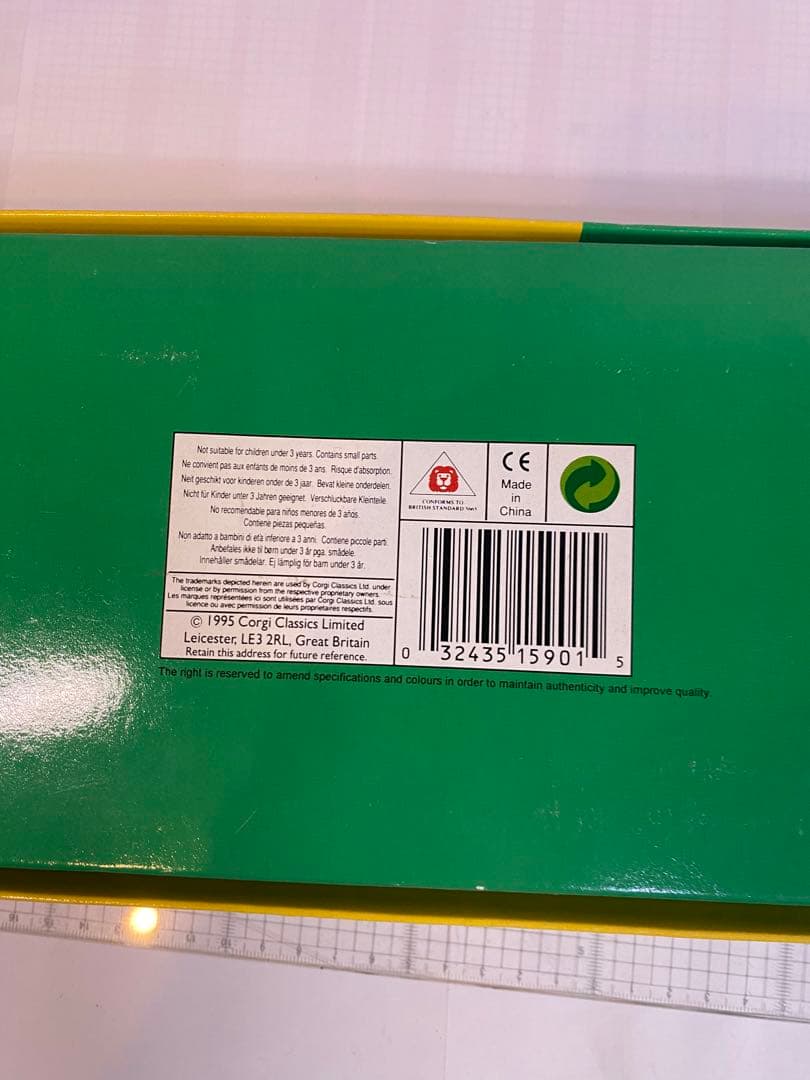 Not suitable for children under 3 years. Contains small parts.
Ne convient pas aux enfants de moins de 3 ans. Risque d'absorption.
Neit geschikt voor kinderen onder de 3 jaar. Bevat kleine onderdelen.
Nicht für Kinder unter 3 Jahren geeignet. Verschluckbare Kleinteile.
No recomendable para niños menores de 3 años.
Contiene piezas pequeñas.
Non adatto a bambini di età inferiore a 3 anni. Contiene piccole parti.
Anbefales ikke til børn under 3 år pga. smådele.
Innehåller smådelar. Ej lämplig för barn under 3 år.
The trademarks depicted herein are used by Corgi Classics Ltd. under
license or by permission from the respective proprietary owners.
Les marques représentées ici sont utilisées par Corgi Classics Ltd. sous
licence ou avec permission de leurs proprietaires respectifs.
© 1995 Corgi Classics Limited
Leicester, LE3 2RL, Great Britain
Retain this address for future reference.
CONFORMS TO
BRITISH STANDARD 5665
CE
Made
in
China
0 32435 15901 5
The right is reserved to amend specifications and colours in order to maintain authenticity and improve quality.